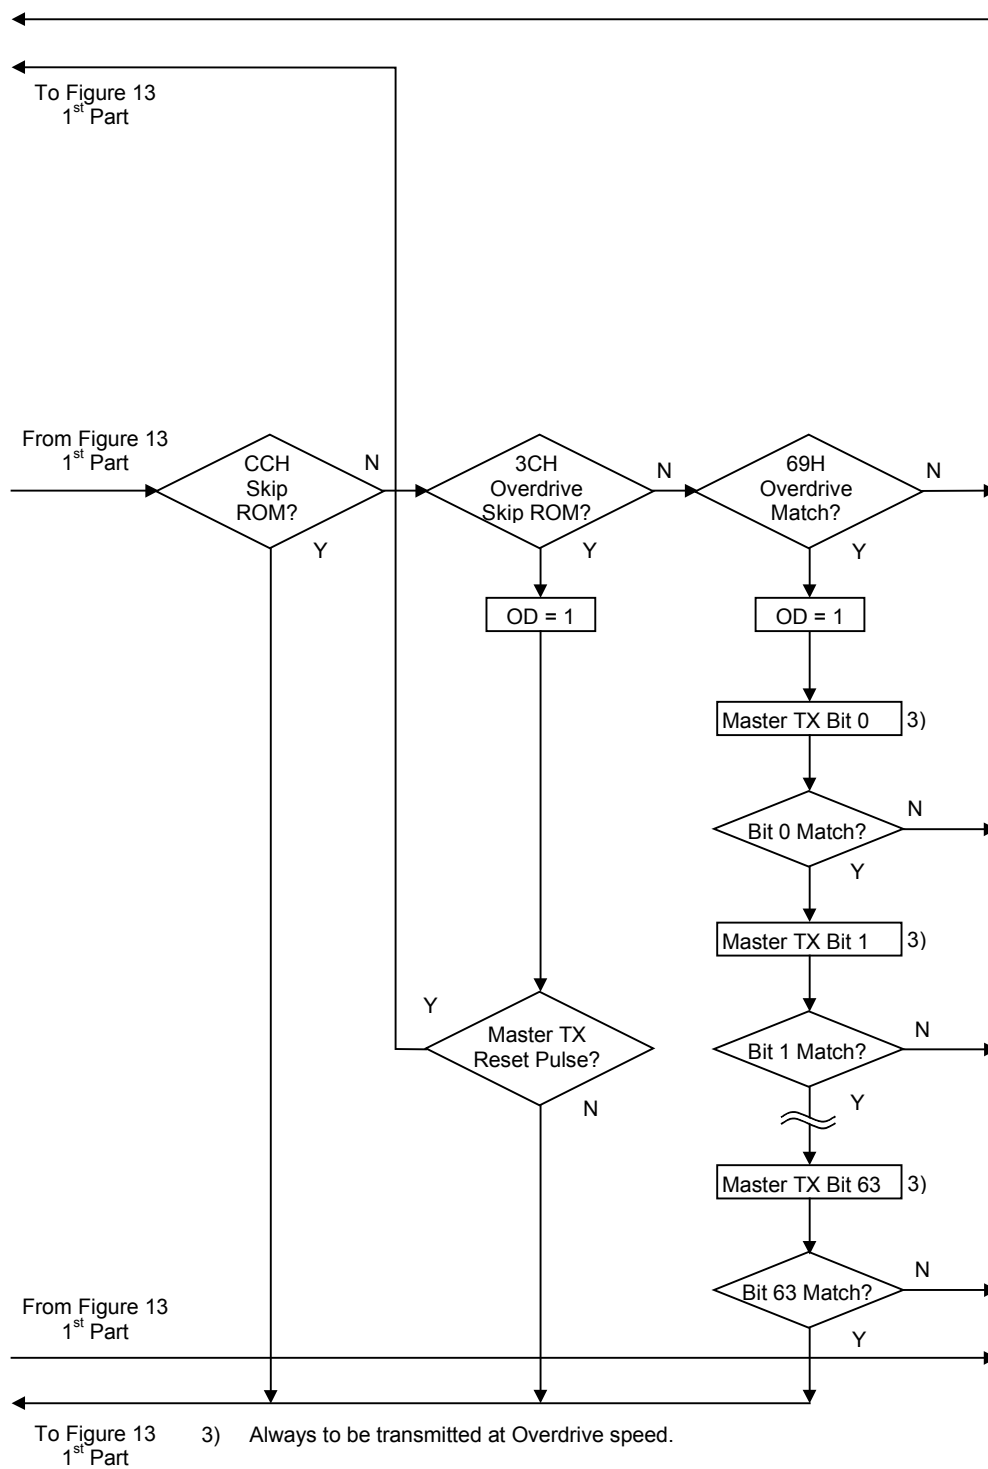 To Figure 13
1st Part
From Figure 13
1st Part
CCH
Skip
ROM?
N
Y
3CH
Overdrive
Skip ROM?
N
Y
69H
Overdrive
Match?
N
Y
OD = 1
OD = 1
Master TX Bit 0
3)
Bit 0 Match?
N
Y
Master TX Bit 1
3)
Y
Master TX
Reset Pulse?
N
Bit 1 Match?
N
Y
Master TX Bit 63
3)
Bit 63 Match?
N
Y
From Figure 13
1st Part
To Figure 13
1st Part
3) Always to be transmitted at Overdrive speed.